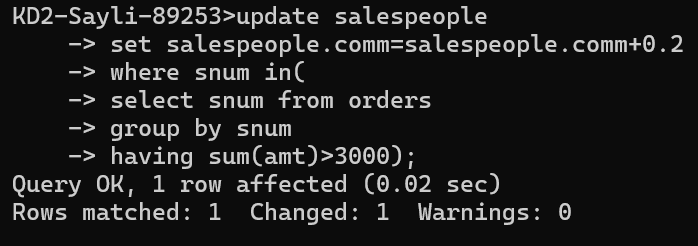 KD2-Sayli-89253>update salespeople
    -> set salespeople.comm=salespeople.comm+0.2
    -> where snum in(
    -> select snum from orders
    -> group by snum
    -> having sum(amt)>3000);
Query OK, 1 row affected (0.02 sec)
Rows matched: 1  Changed: 1  Warnings: 0